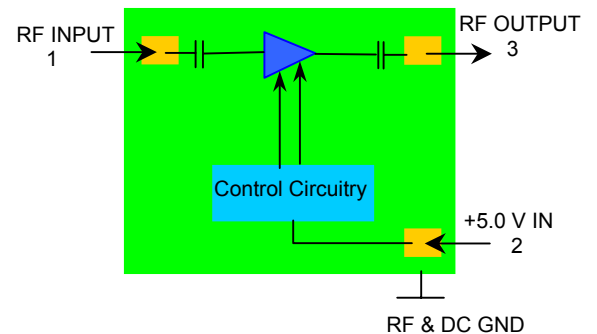 RF INPUT
1
RF OUTPUT
3
Control Circuitry
+5.0 V IN
2
RF & DC GND